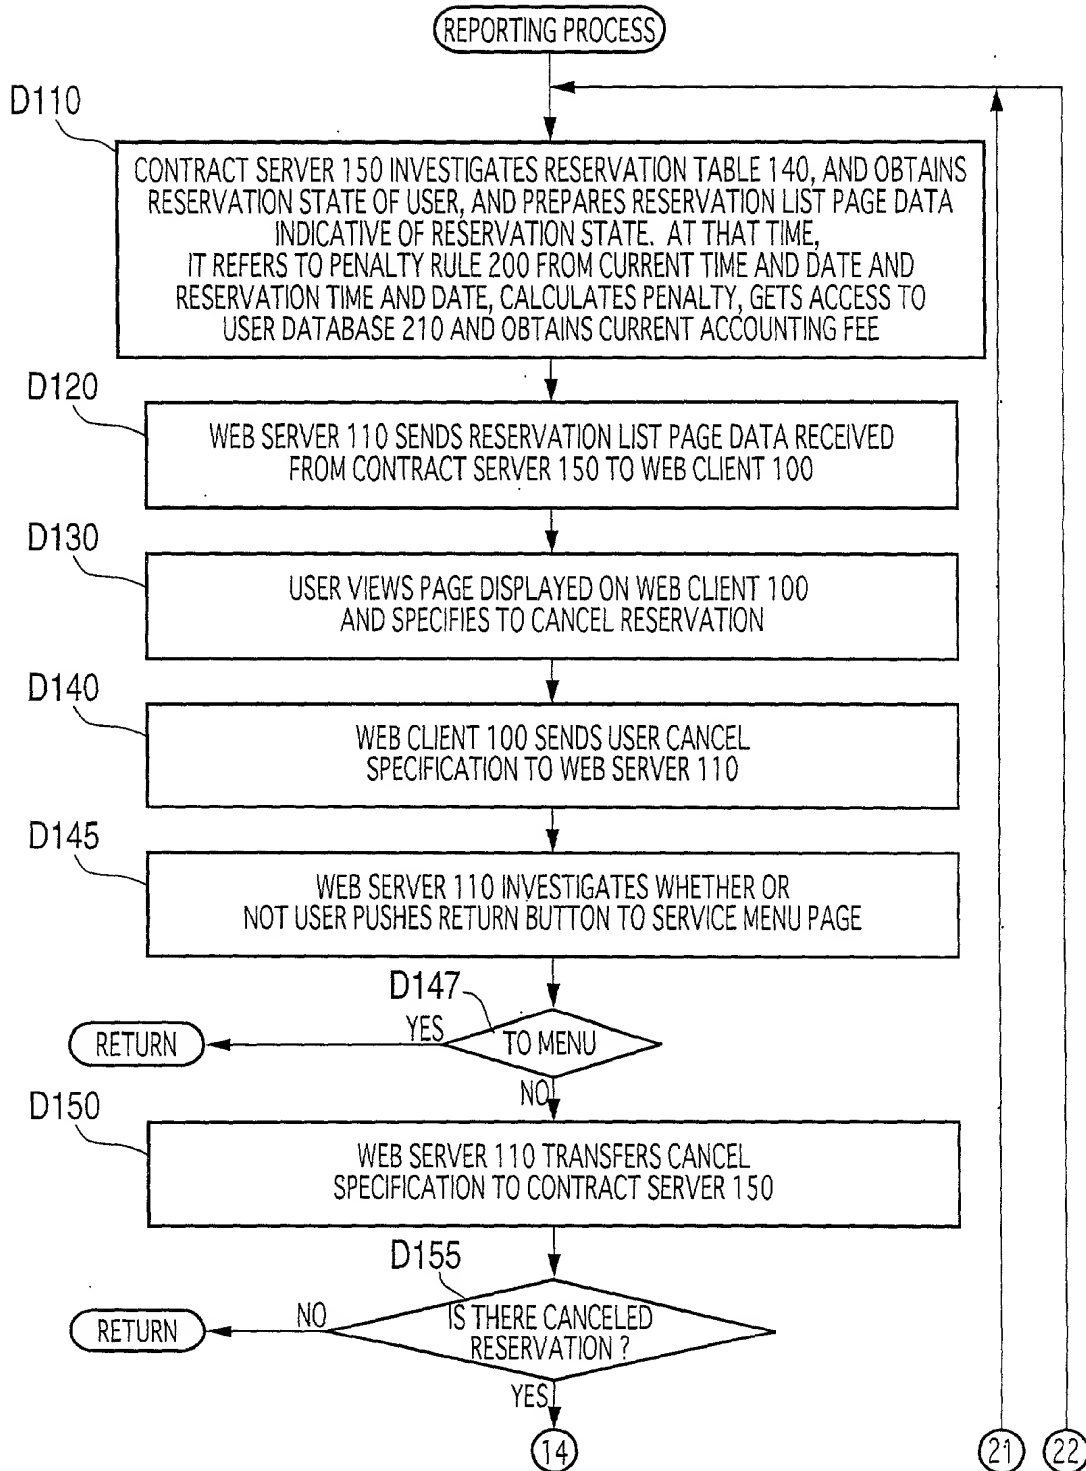 REPORTING PROCESS
D110
CONTRACT SERVER 150 INVESTIGATES RESERVATION TABLE 140, AND OBTAINS
RESERVATION STATE OF USER, AND PREPARES RESERVATION LIST PAGE DATA
INDICATIVE OF RESERVATION STATE. AT THAT TIME,
IT REFERS TO PENALTY RULE 200 FROM CURRENT TIME AND DATE AND
RESERVATION TIME AND DATE, CALCULATES PENALTY, GETS ACCESS TO
USER DATABASE 210 AND OBTAINS CURRENT ACCOUNTING FEE
D120
WEB SERVER 110 SENDS RESERVATION LIST PAGE DATA RECEIVED
FROM CONTRACT SERVER 150 TO WEB CLIENT 100
D130
USER VIEWS PAGE DISPLAYED ON WEB CLIENT 100
AND SPECIFIES TO CANCEL RESERVATION
D140
WEB CLIENT 100 SENDS USER CANCEL
SPECIFICATION TO WEB SERVER 110
D145
WEB SERVER 110 INVESTIGATES WHETHER OR
NOT USER PUSHES RETURN BUTTON TO SERVICE MENU PAGE
D147
RETURN
YES
TO MENU
NO
D150
WEB SERVER 110 TRANSFERS CANCEL
SPECIFICATION TO CONTRACT SERVER 150
D155
RETURN
NO
IS THERE CANCELED
RESERVATION ?
YES
14
21
22